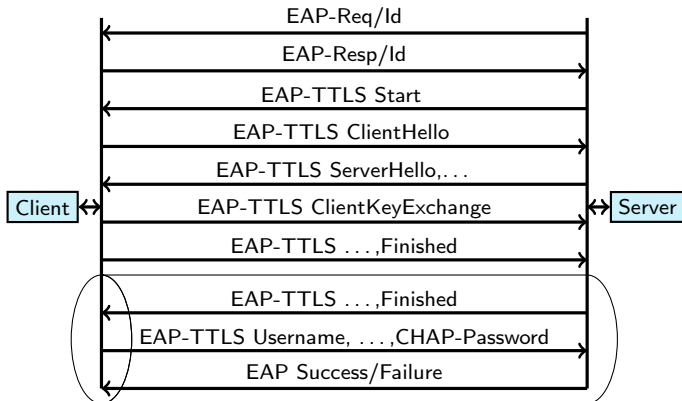 EAP-Req/Id
EAP-Resp/Id
EAP-TTLS Start
EAP-TTLS ClientHello
EAP-TTLS ServerHello,...
Client
EAP-TTLS ClientKeyExchange
Server
EAP-TTLS ...,Finished
EAP-TTLS ...,Finished
EAP-TTLS Username, ...,CHAP-Password
EAP Success/Failure